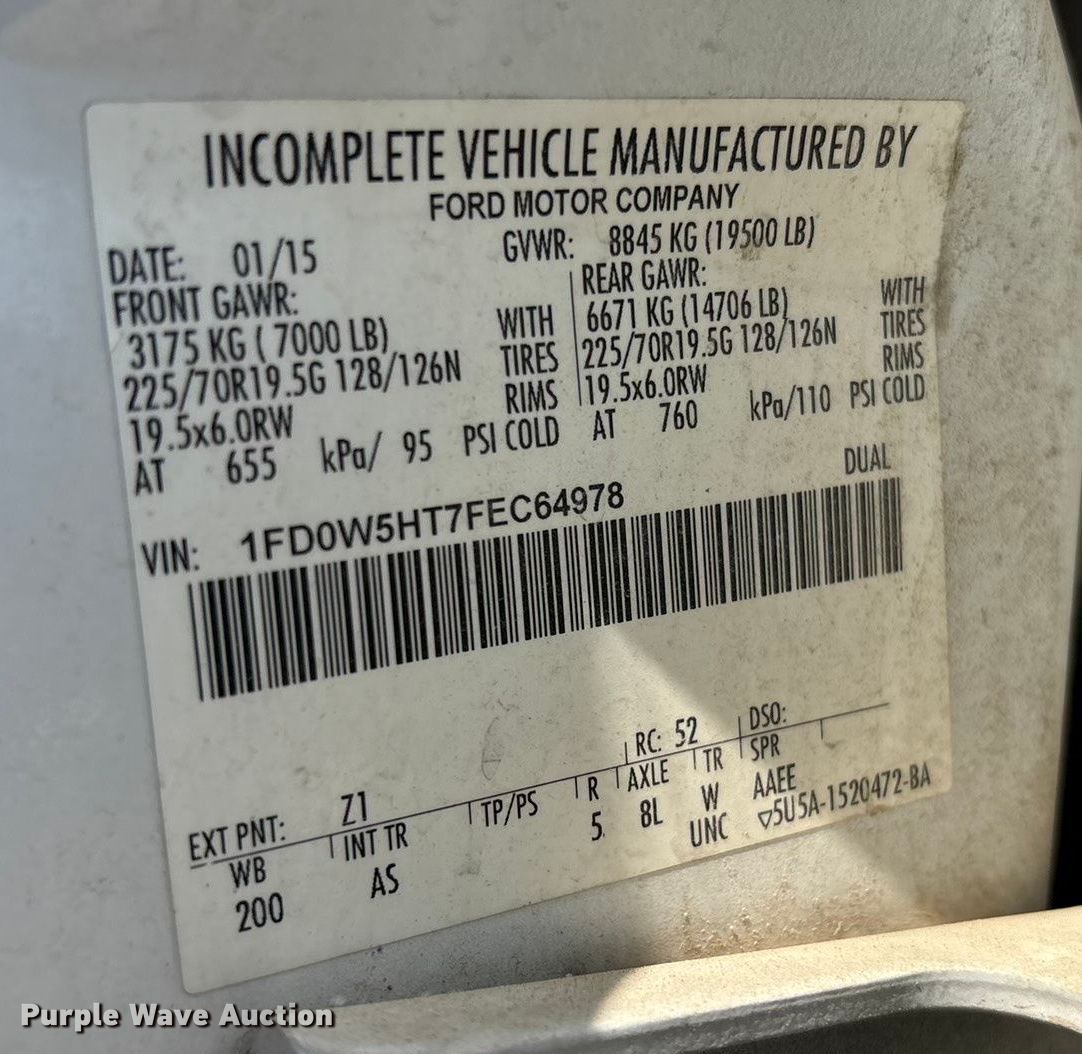 INCOMPLETE VEHICLE MANUFACTURED BY
FORD MOTOR COMPANY
DATE: 01/15 GVWR: 8845 KG (19500 LB)
FRONT GAWR: REAR GAWR:
3175 KG ( 7000 LB) WITH 6671 KG (14706 LB) WITH
225/70R19.5G 128/126N TIRES 225/70R19.5G 128/126N TIRES
19.5x6.0RW RIMS 19.5x6.0RW RIMS
AT 655 kPa/ 95 PSI COLD AT 760 kPa/110 PSI COLD
DUAL
VIN: 1FD0W5HT7FEC64978
EXT PNT: Z1 RC: 52 DSO:
WB INT TR TP/PS R AXLE TR SPR
200 AS 5 8L W AAEE
UNC ▽5U5A-1520472-BA
Purple Wave Auction